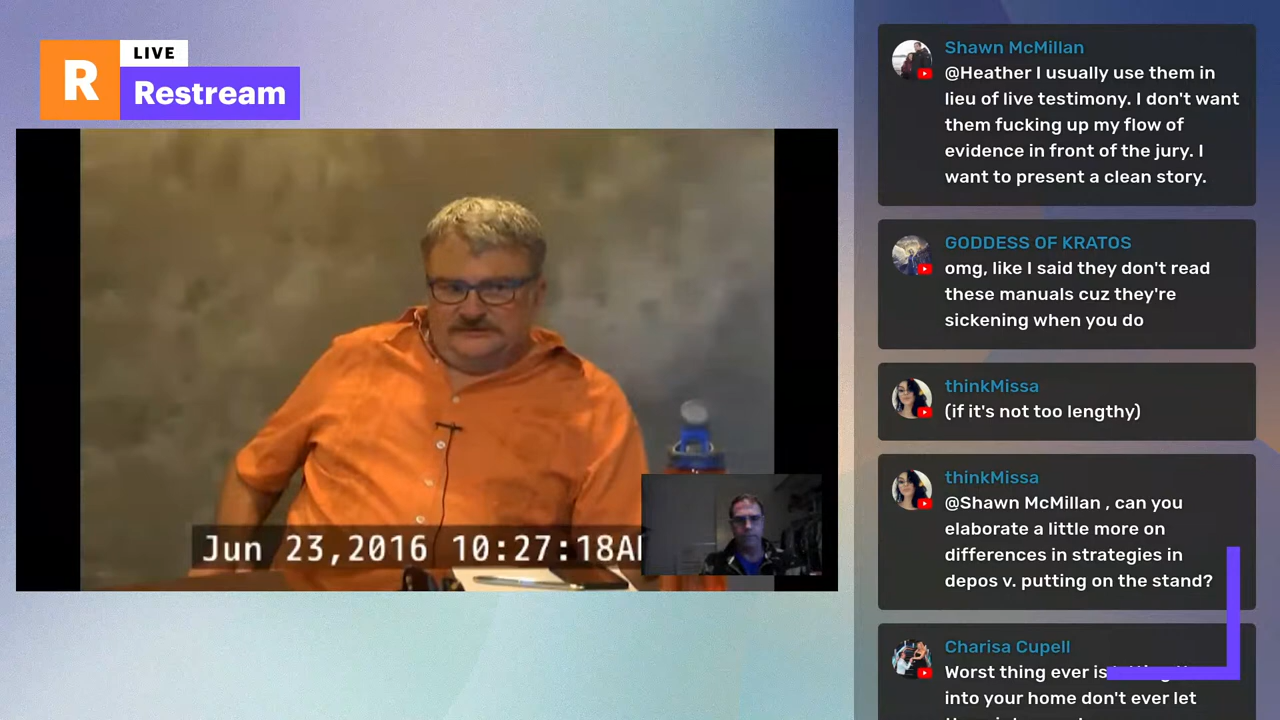 R
LIVE
Restream
Jun 23,2016 10:27:18A
Shawn McMillan
@Heather I usually use them in
lieu of live testimony. I don't want
them fucking up my flow of
evidence in front of the jury. I
want to present a clean story.
GODDESS OF KRATOS
omg, like I said they don't read
these manuals cuz they're
sickening when you do
thinkMissa
(if it's not too lengthy)
thinkMissa
@Shawn McMillan , can you
elaborate a little more on
differences in strategies in
depos v. putting on the stand?
Charisa Cupell
Worst thing ever is
into your home don't ever let